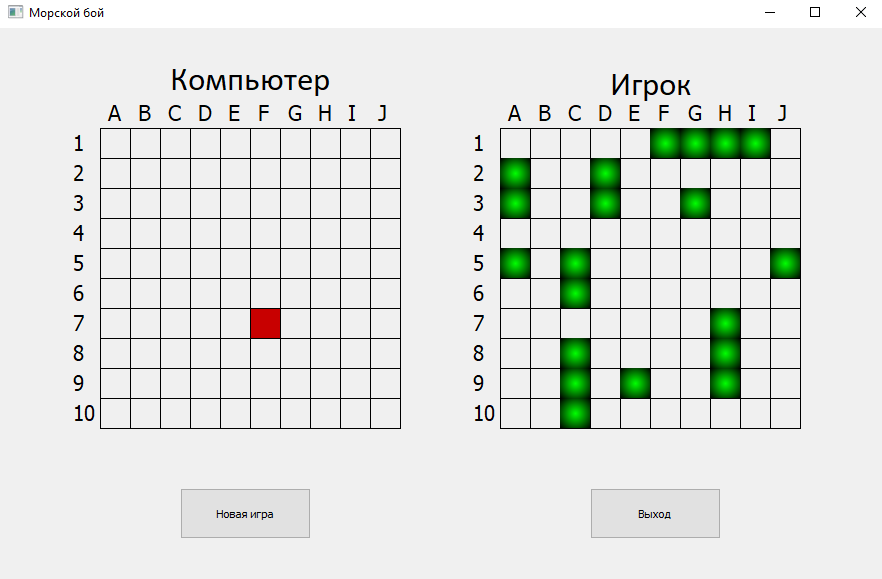 Морской бой
Компьютер
Игрок
A B C D E F G H I J
A B C D E F G H I J
1
1
2
2
3
3
4
4
5
5
6
6
7
7
8
8
9
9
10
10
Новая игра
Выход